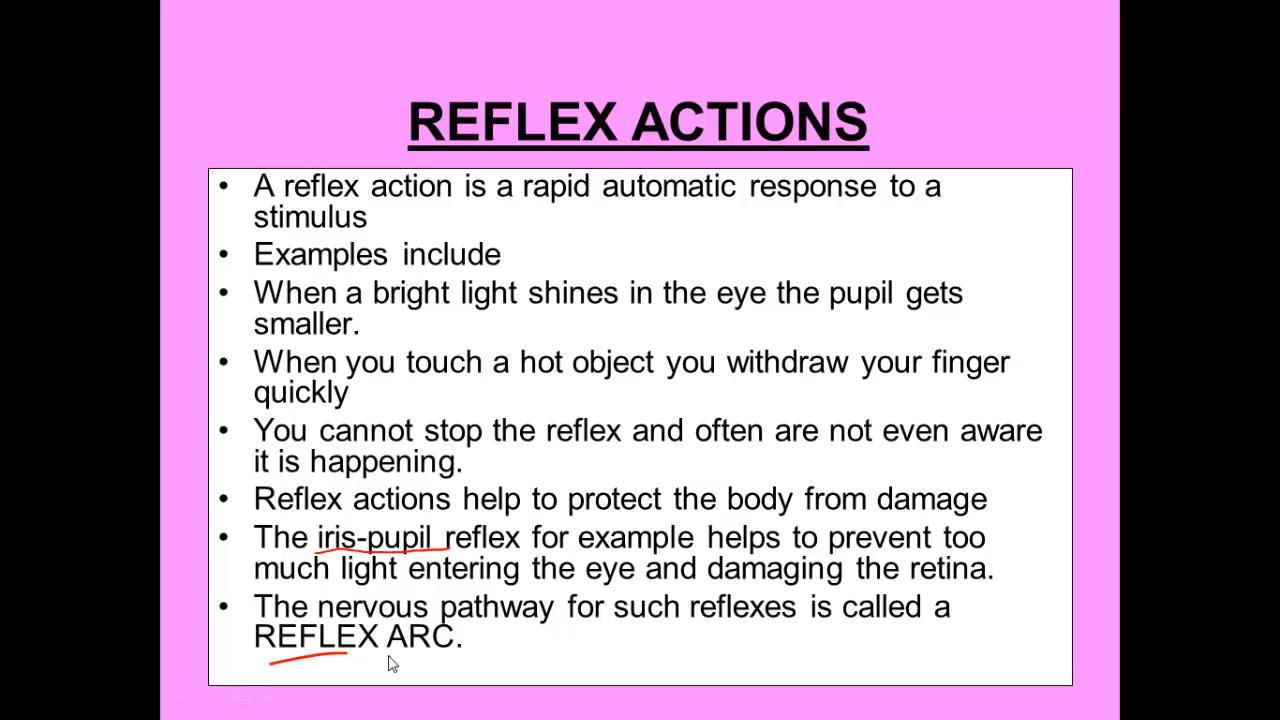 REFLEX ACTIONS
• A reflex action is a rapid automatic response to a
stimulus
• Examples include
• When a bright light shines in the eye the pupil gets
smaller.
• When you touch a hot object you withdraw your finger
quickly
• You cannot stop the reflex and often are not even aware
it is happening.
• Reflex actions help to protect the body from damage
• The iris-pupil reflex for example helps to prevent too
much light entering the eye and damaging the retina.
• The nervous pathway for such reflexes is called a
REFLEX ARC.